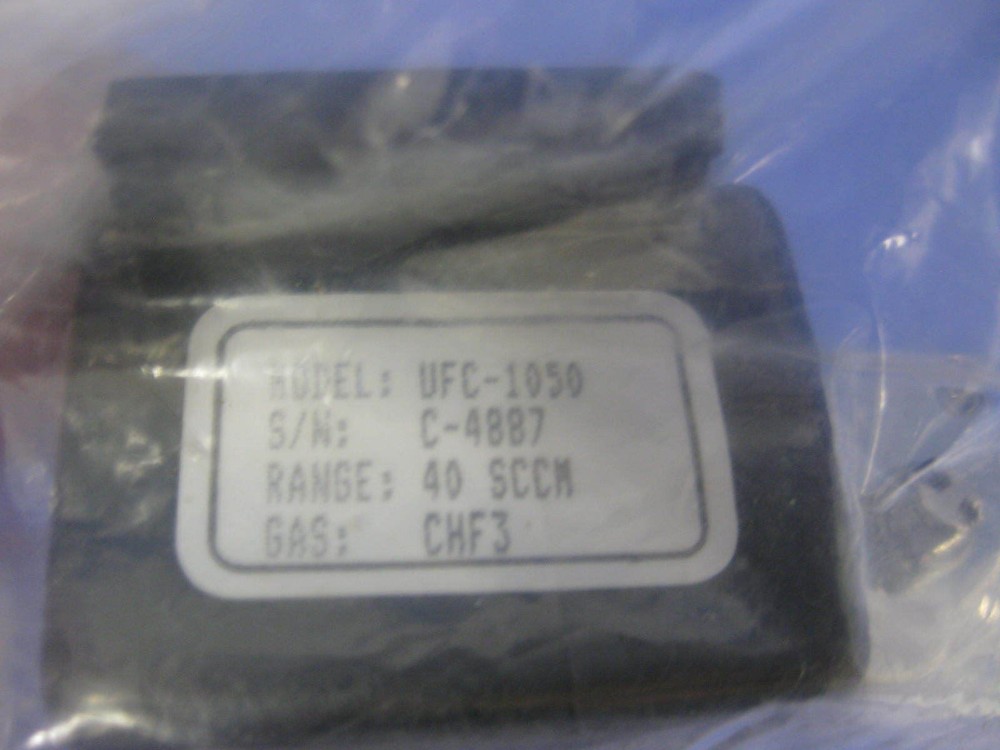 MODEL: UFC-1050
S/N: C-4887
RANGE: 40 SCCM
GAS: CHF3